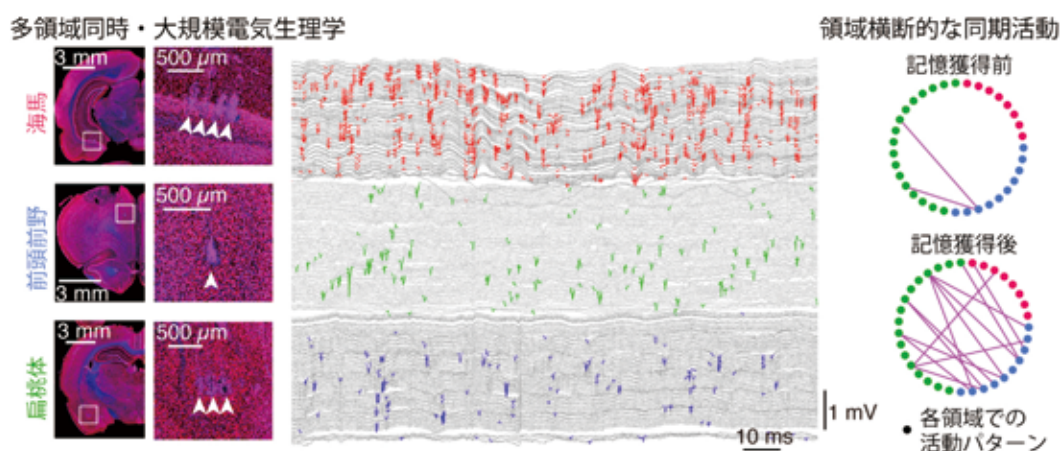 多領域同時・大規模電気生理学
領域横断的な同期活動
海馬
3 mm
500 µm
前頭前野
3 mm
500 µm
扁桃体
3 mm
500 µm
1 mV
10 ms
記憶獲得前
記憶獲得後
各領域での
活動パターン